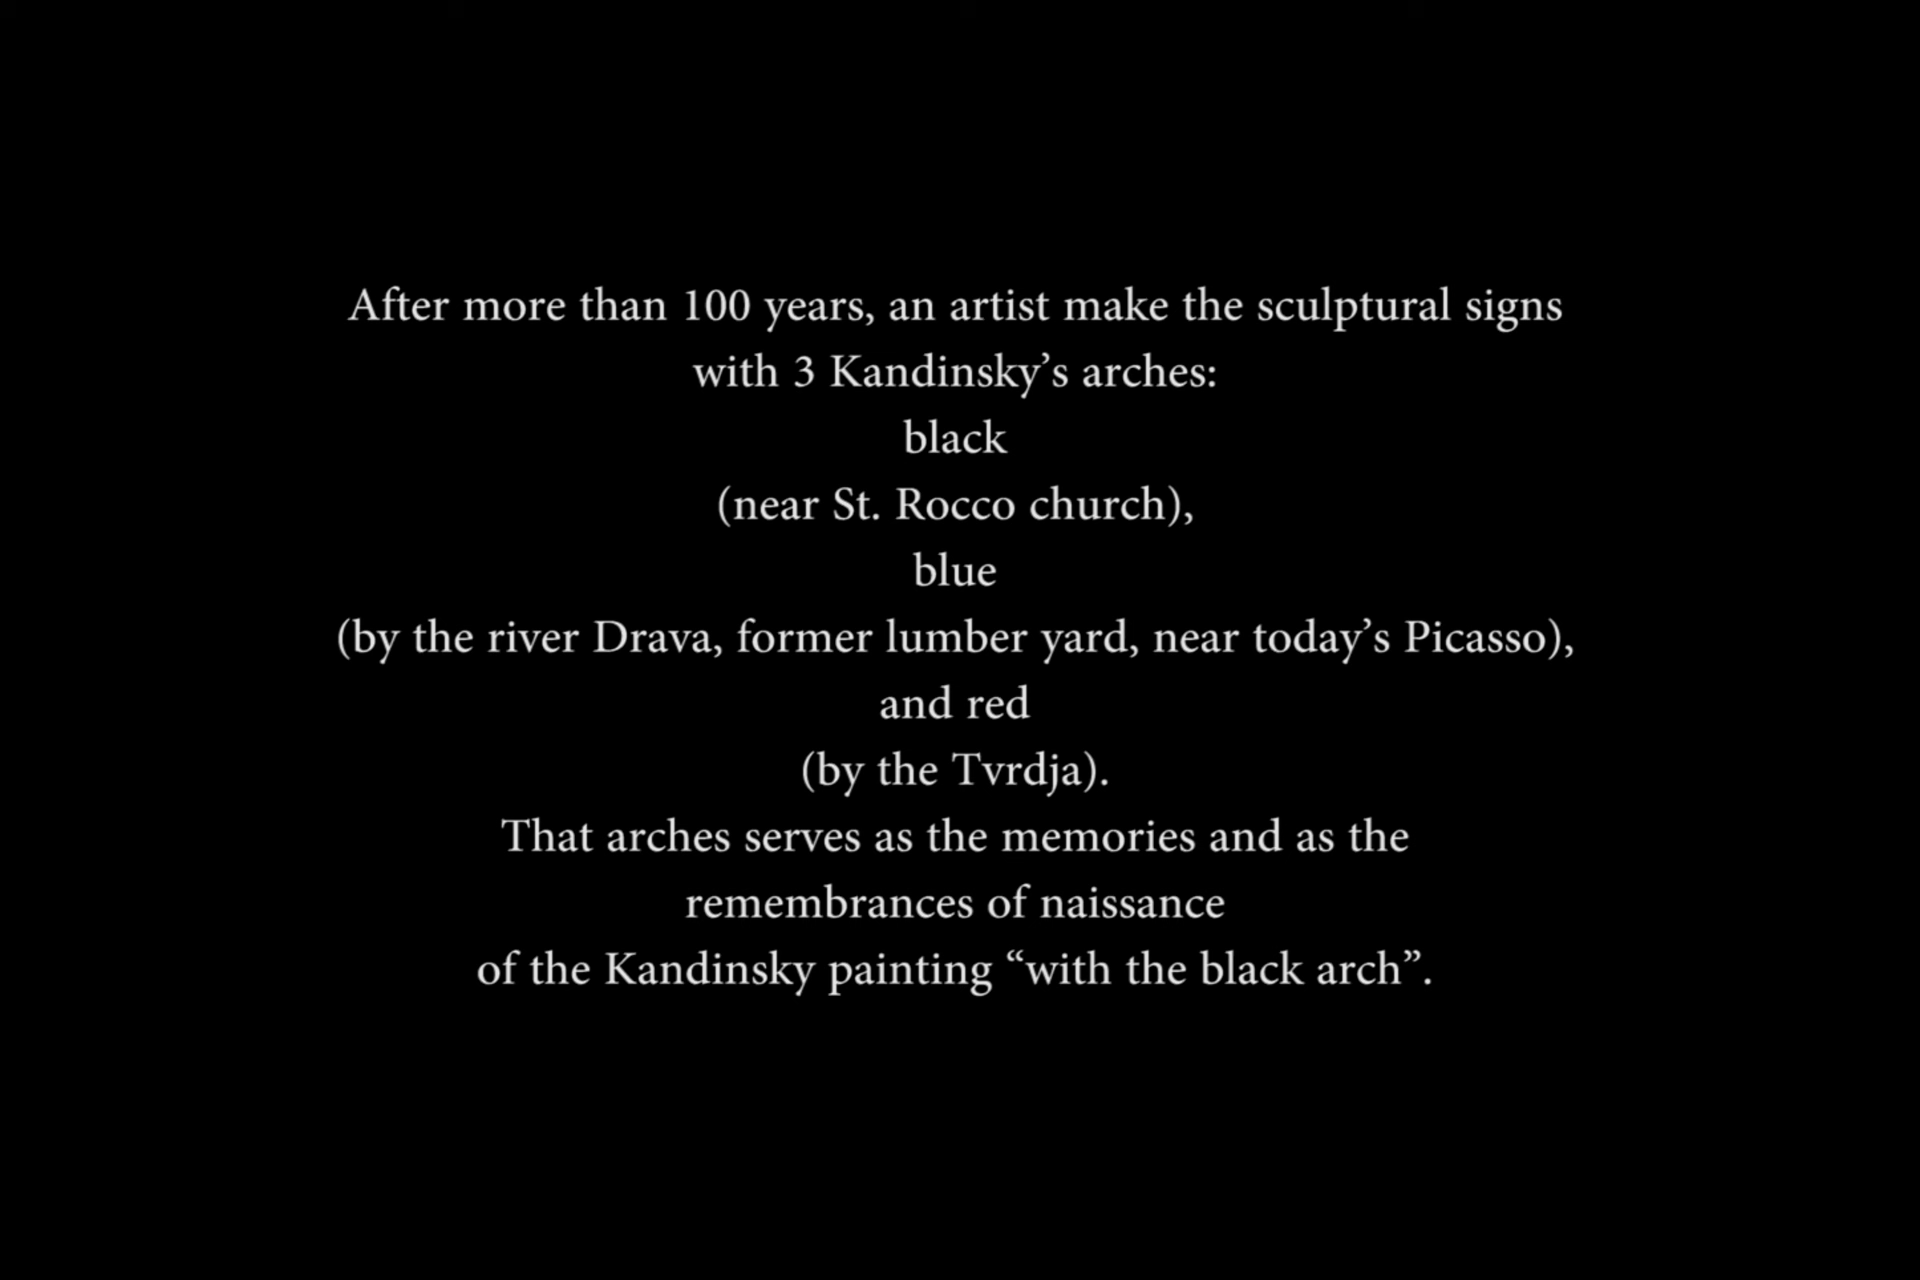 After more than 100 years, an artist make the sculptural signs
with 3 Kandinsky’s arches:
black
(near St. Rocco church),
blue
(by the river Drava, former lumber yard, near today’s Picasso),
and red
(by the Tvrdja).
That arches serves as the memories and as the
remembrances of naissance
of the Kandinsky painting “with the black arch”.